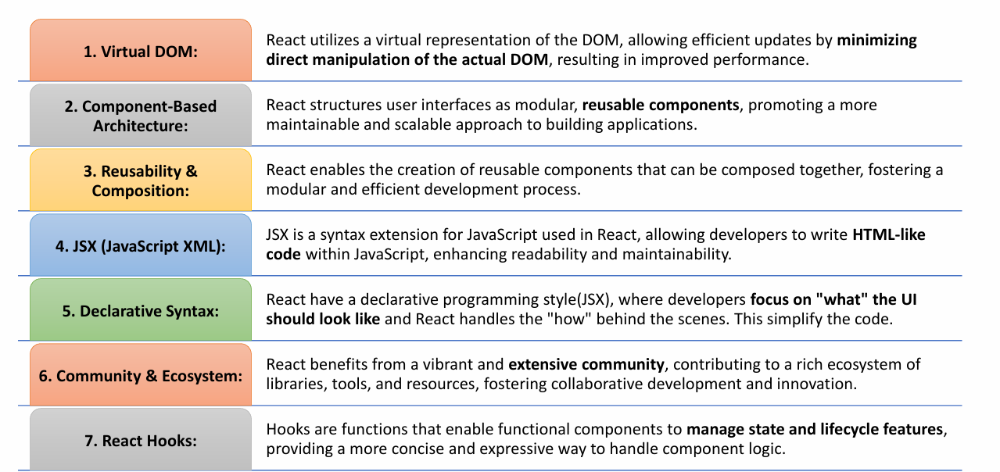 1. Virtual DOM:
React utilizes a virtual representation of the DOM, allowing efficient updates by minimizing
direct manipulation of the actual DOM, resulting in improved performance.
2. Component-Based
Architecture:
React structures user interfaces as modular, reusable components, promoting a more
maintainable and scalable approach to building applications.
3. Reusability &
Composition:
React enables the creation of reusable components that can be composed together, fostering a
modular and efficient development process.
4. JSX (JavaScript XML):
JSX is a syntax extension for JavaScript used in React, allowing developers to write HTML-like
code within JavaScript, enhancing readability and maintainability.
5. Declarative Syntax:
React have a declarative programming style(JSX), where developers focus on "what" the UI
should look like and React handles the "how" behind the scenes. This simplify the code.
6. Community & Ecosystem:
React benefits from a vibrant and extensive community, contributing to a rich ecosystem of
libraries, tools, and resources, fostering collaborative development and innovation.
7. React Hooks:
Hooks are functions that enable functional components to manage state and lifecycle features,
providing a more concise and expressive way to handle component logic.